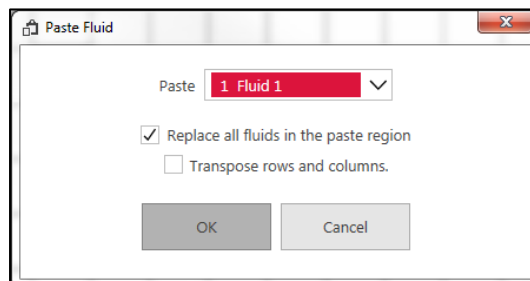 Paste Fluid
Paste 1 Fluid 1
Replace all fluids in the paste region
Transpose rows and columns.
OK Cancel